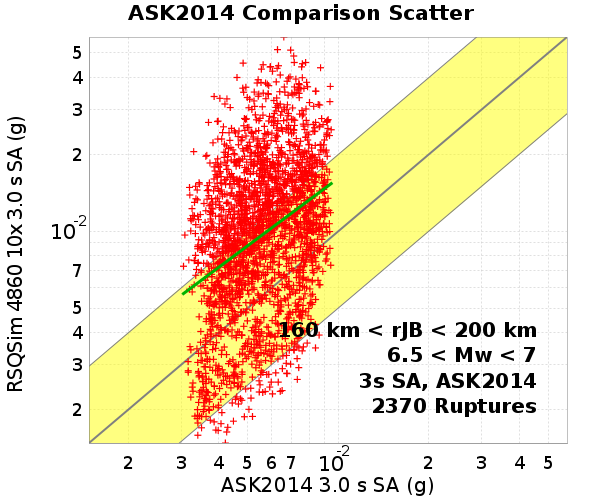 ASK2014 Comparison Scatter
RSQSim 4860 10x 3.0 s SA (g)
5
4
3
2
10-2
7
5
4
3
2
160 km < rJB < 200 km
6.5 < Mw < 7
3s SA, ASK2014
2370 Ruptures
2 3 4 5 6 7 10-2 2 3 4 5
ASK2014 3.0 s SA (g)